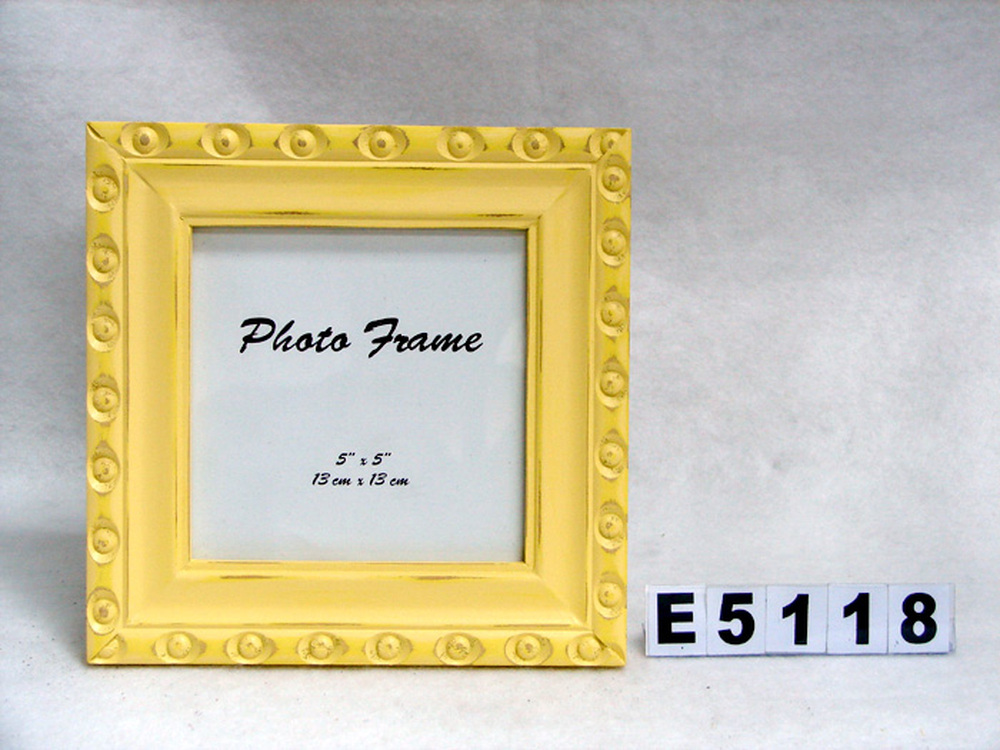 Photo Frame
5" x 5"
13 cm x 13 cm
E5118